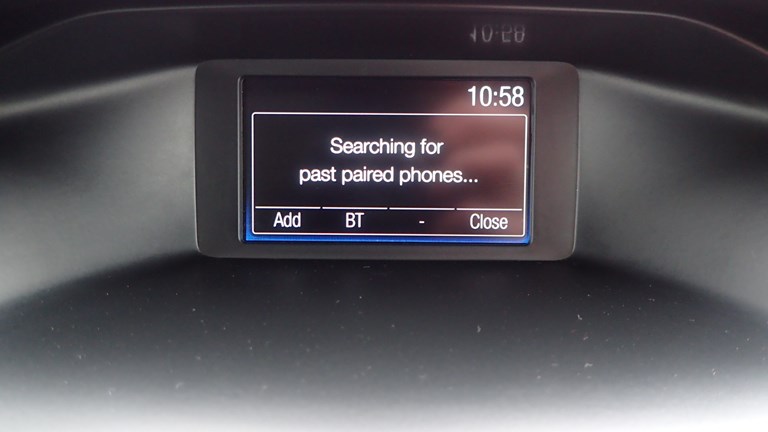 10:58
Searching for
past paired phones...
Add BT - Close